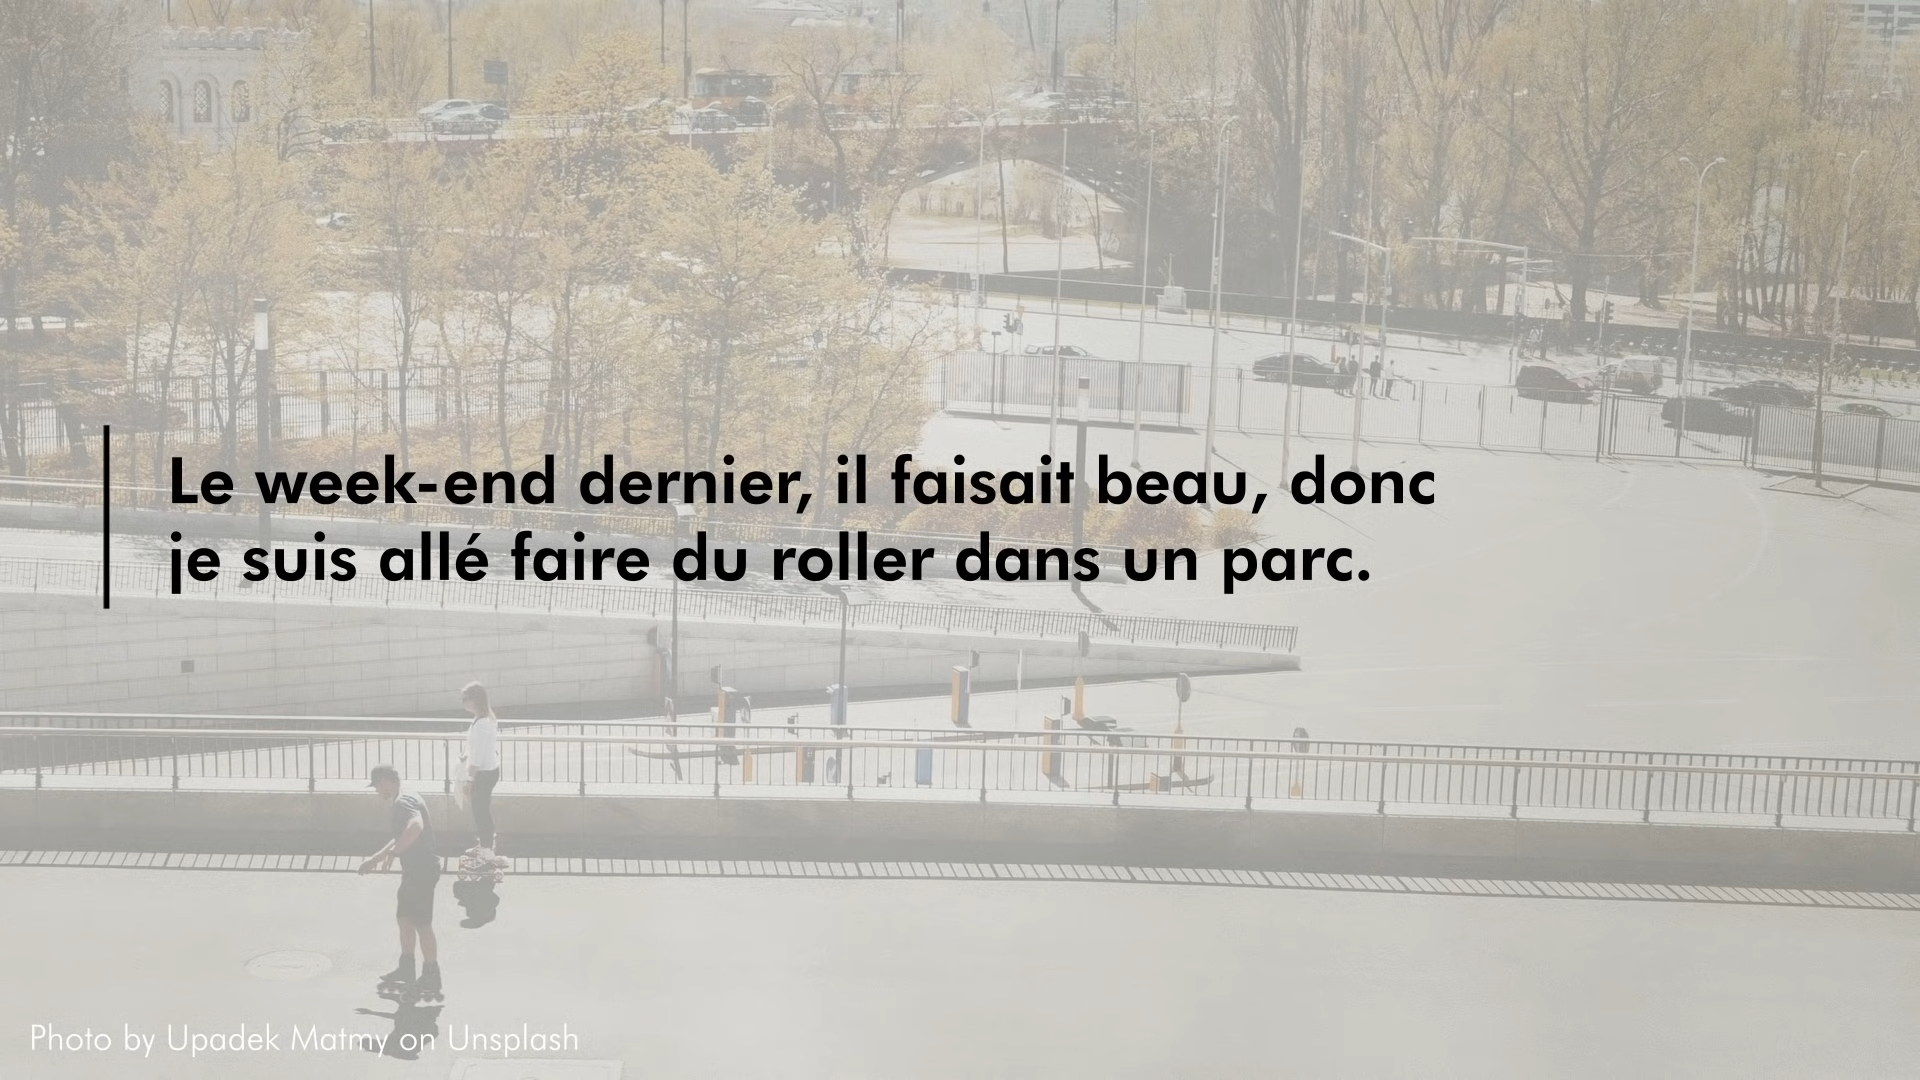 Le week-end dernier, il faisait beau, donc
je suis allé faire du roller dans un parc.
Photo by Upadek Matmy on Unsplash